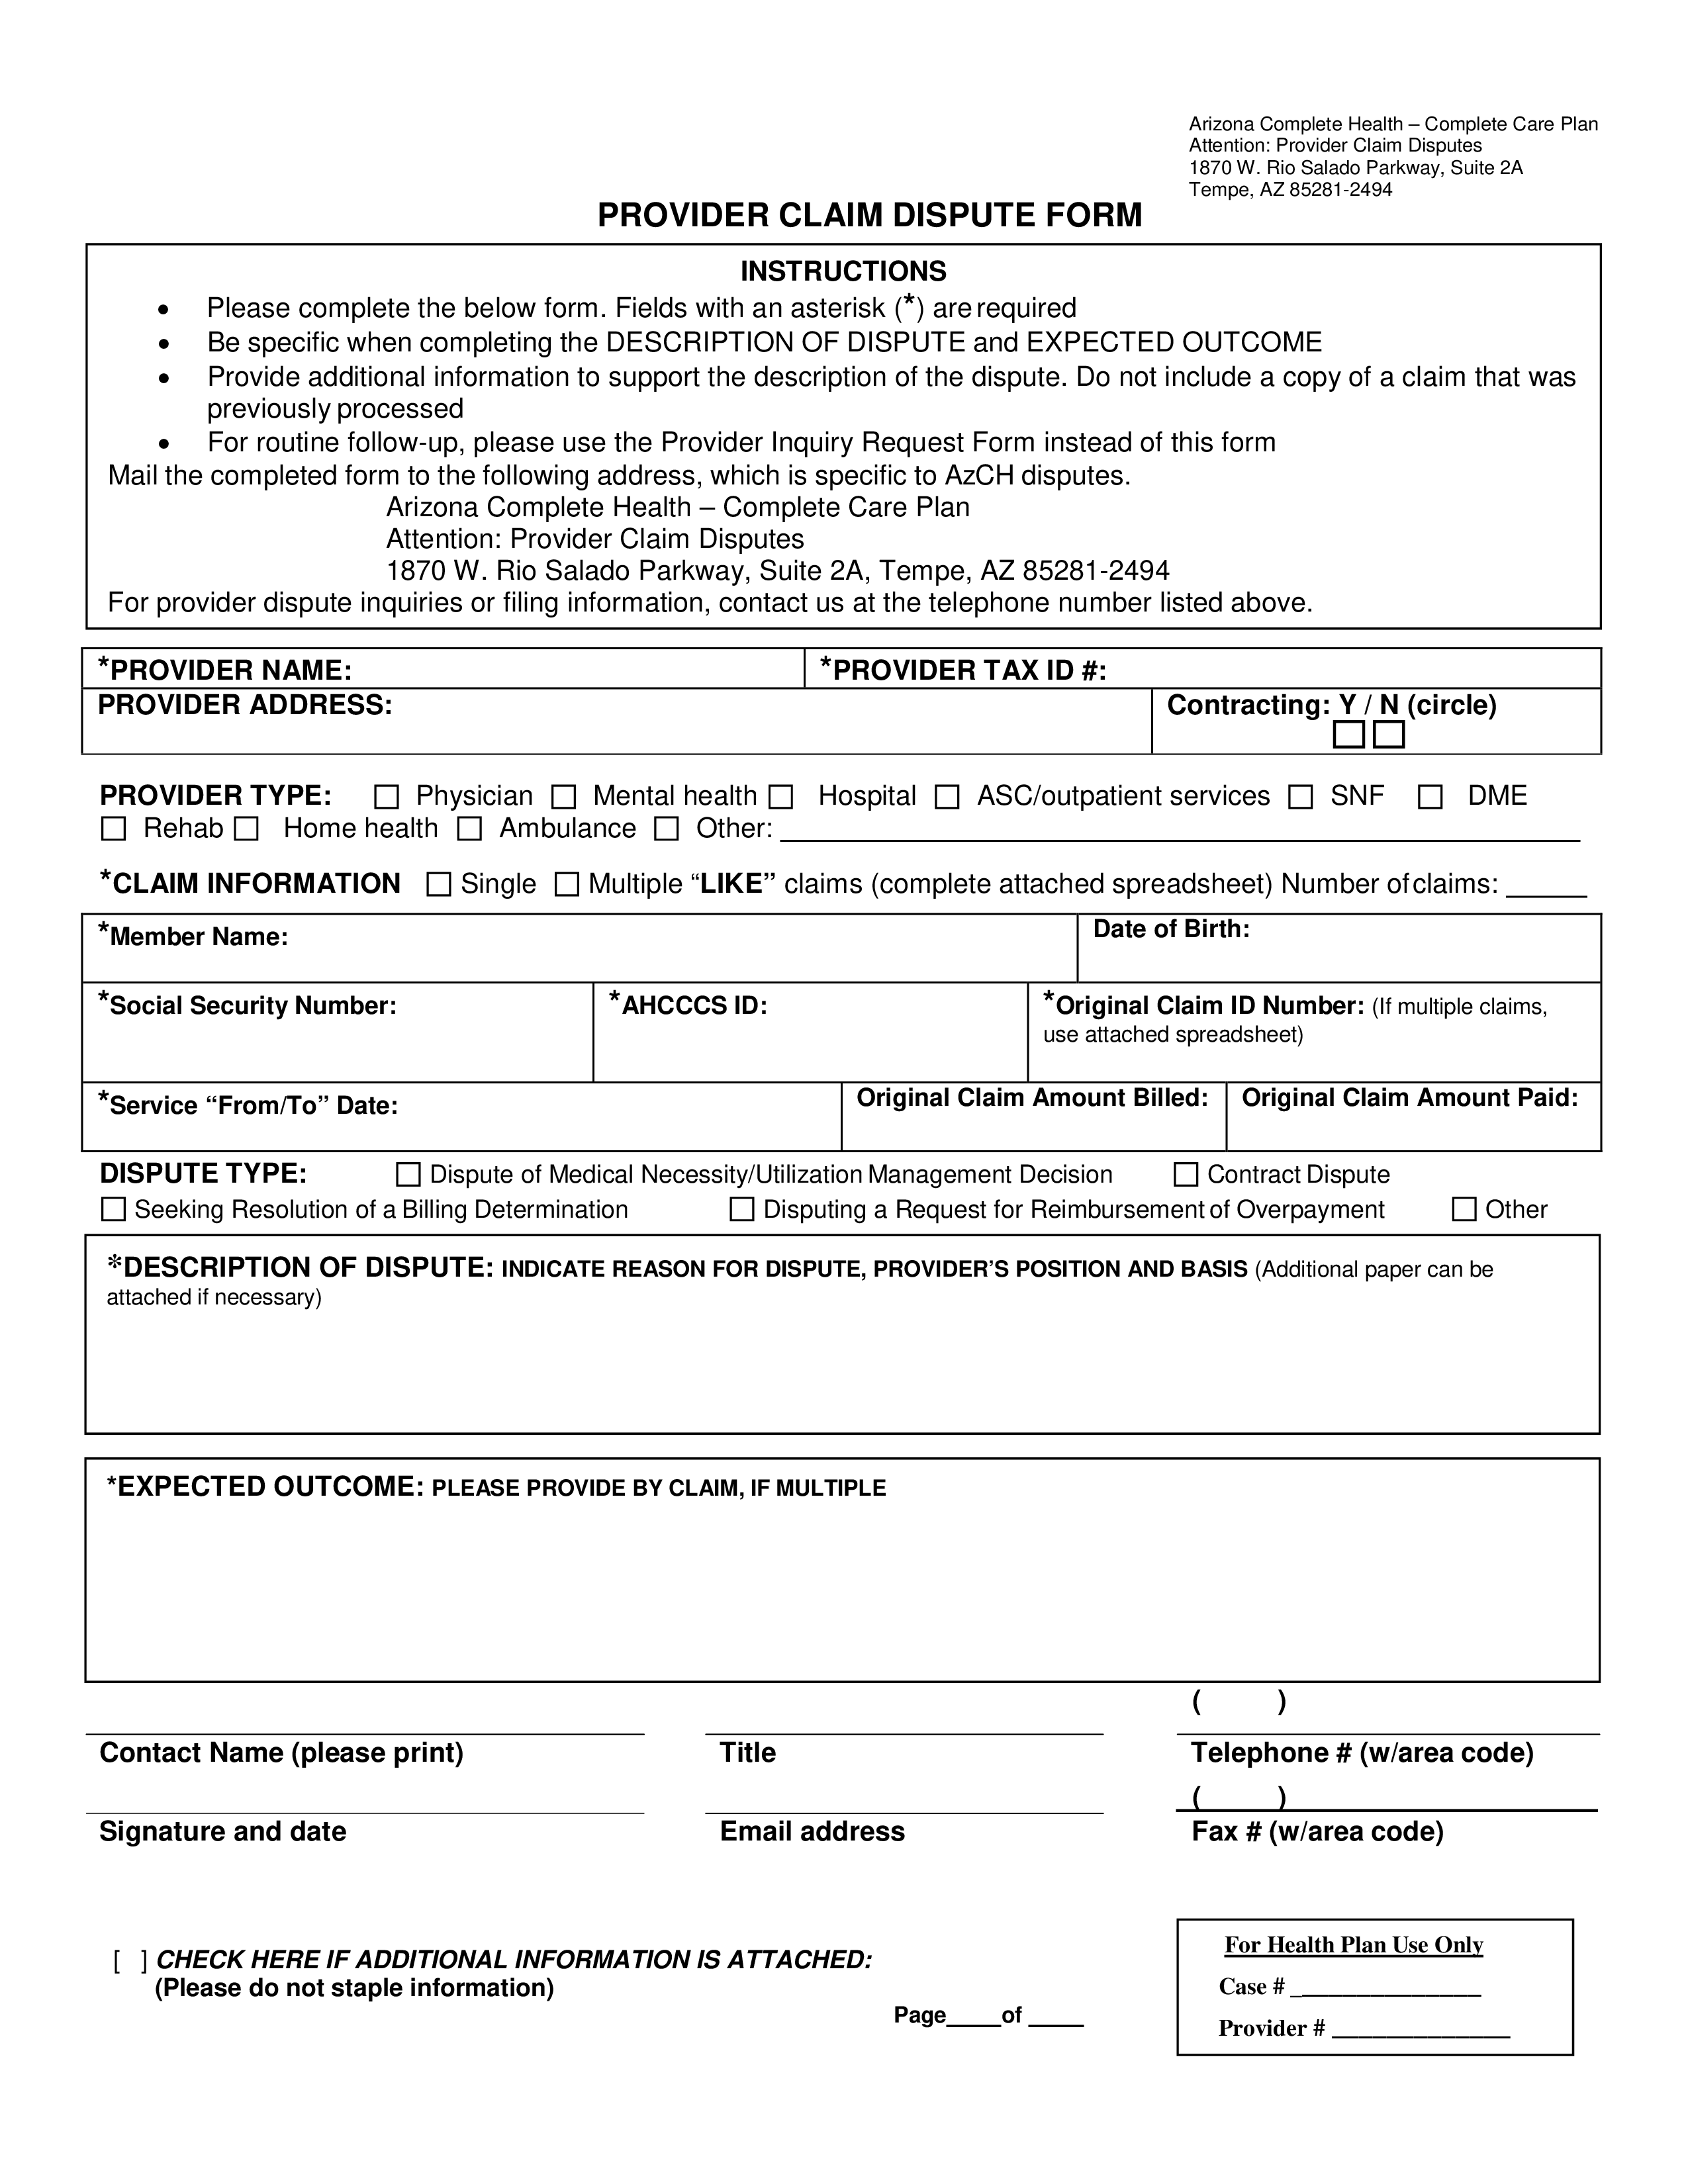 Arizona Complete Health – Complete Care Plan
Attention: Provider Claim Disputes
1870 W. Rio Salado Parkway, Suite 2A
Tempe, AZ 85281-2494
PROVIDER CLAIM DISPUTE FORM
INSTRUCTIONS
• Please complete the below form. Fields with an asterisk (*) are required
• Be specific when completing the DESCRIPTION OF DISPUTE and EXPECTED OUTCOME
• Provide additional information to support the description of the dispute. Do not include a copy of a claim that was
previously processed
• For routine follow-up, please use the Provider Inquiry Request Form instead of this form
Mail the completed form to the following address, which is specific to AzCH disputes.
Arizona Complete Health – Complete Care Plan
Attention: Provider Claim Disputes
1870 W. Rio Salado Parkway, Suite 2A, Tempe, AZ 85281-2494
For provider dispute inquiries or filing information, contact us at the telephone number listed above.
*PROVIDER NAME: *PROVIDER TAX ID #:
PROVIDER ADDRESS: Contracting: Y / N (circle)
☐ ☐
PROVIDER TYPE: ☐ Physician ☐ Mental health ☐ Hospital ☐ ASC/outpatient services ☐ SNF ☐ DME
☐ Rehab ☐ Home health ☐ Ambulance ☐ Other: ____________________
*CLAIM INFORMATION ☐ Single ☐ Multiple “LIKE” claims (complete attached spreadsheet) Number of claims: ______
*Member Name: Date of Birth:
*Social Security Number: *AHCCCS ID: *Original Claim ID Number: (If multiple claims,
use attached spreadsheet)
*Service “From/To” Date: Original Claim Amount Billed: Original Claim Amount Paid:
DISPUTE TYPE: ☐ Dispute of Medical Necessity/Utilization Management Decision ☐ Contract Dispute
☐ Seeking Resolution of a Billing Determination ☐ Disputing a Request for Reimbursement of Overpayment ☐ Other
*DESCRIPTION OF DISPUTE: INDICATE REASON FOR DISPUTE, PROVIDER’S POSITION AND BASIS (Additional paper can be
attached if necessary)
*EXPECTED OUTCOME: PLEASE PROVIDE BY CLAIM, IF MULTIPLE
( )
Contact Name (please print) Title Telephone # (w/area code)
( )
Signature and date Email address Fax # (w/area code)
[ ] CHECK HERE IF ADDITIONAL INFORMATION IS ATTACHED:
(Please do not staple information)
Page____of ____
For Health Plan Use Only
Case # ______________
Provider # ______________